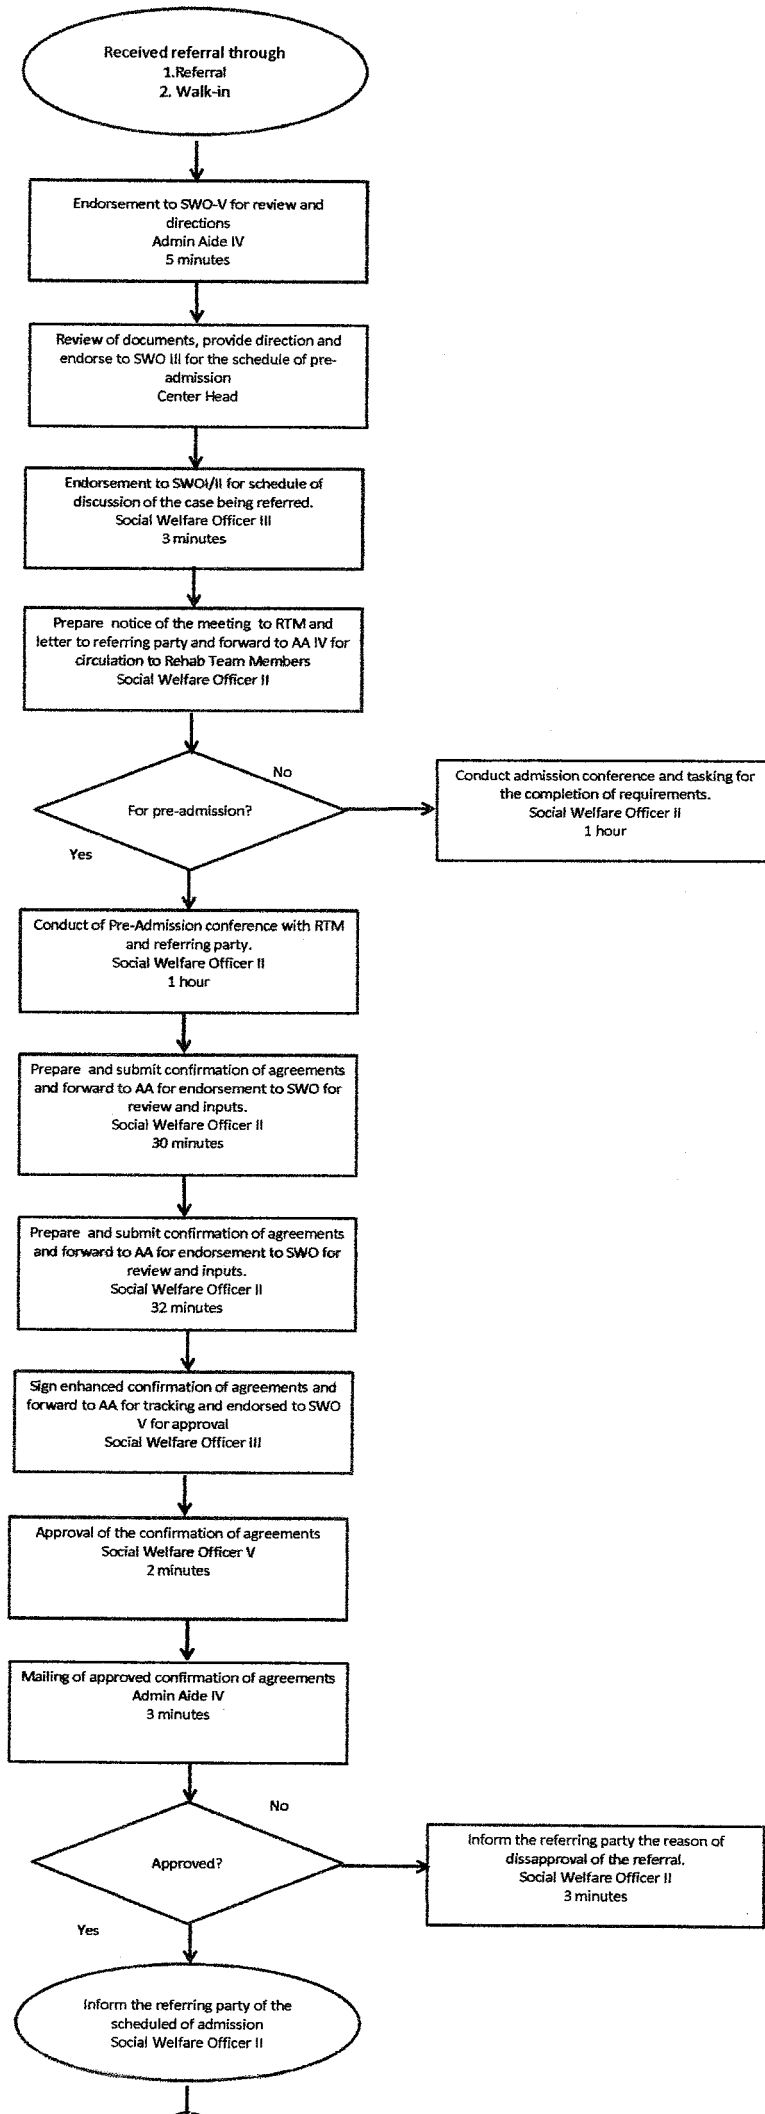 Received referral through
1.Referral
2. Walk-in
Endorsement to SWO-V for review and
directions
Admin Aide IV
5 minutes
Review of documents, provide direction and
endorse to SWO III for the schedule of pre-
admission
Center Head
Endorsement to SWOI/II for schedule of
discussion of the case being referred.
Social Welfare Officer III
3 minutes
Prepare notice of the meeting to RTM and
letter to referring party and forward to AA IV for
circulation to Rehab Team Members
Social Welfare Officer II
For pre-admission?
No
Yes
Conduct admission conference and tasking for
the completion of requirements.
Social Welfare Officer II
1 hour
Conduct of Pre-Admission conference with RTM
and referring party.
Social Welfare Officer II
1 hour
Prepare and submit confirmation of agreements
and forward to AA for endorsement to SWO for
review and inputs.
Social Welfare Officer II
30 minutes
Prepare and submit confirmation of agreements
and forward to AA for endorsement to SWO for
review and inputs.
Social Welfare Officer II
32 minutes
Sign enhanced confirmation of agreements and
forward to AA for tracking and endorsed to SWO
V for approval
Social Welfare Officer III
Approval of the confirmation of agreements
Social Welfare Officer V
2 minutes
Mailing of approved confirmation of agreements
Admin Aide IV
3 minutes
No
Approved?
Yes
Inform the referring party the reason of
dissapproval of the referral.
Social Welfare Officer II
3 minutes
Inform the referring party of the
scheduled of admission
Social Welfare Officer II